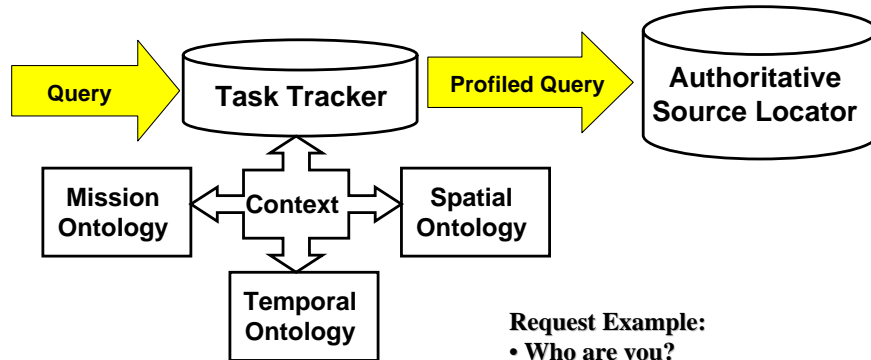 Query
Task Tracker
Profiled Query
Authoritative
Source Locator
Mission
Ontology
Context
Spatial
Ontology
Temporal
Ontology
Request Example:
• Who are you?